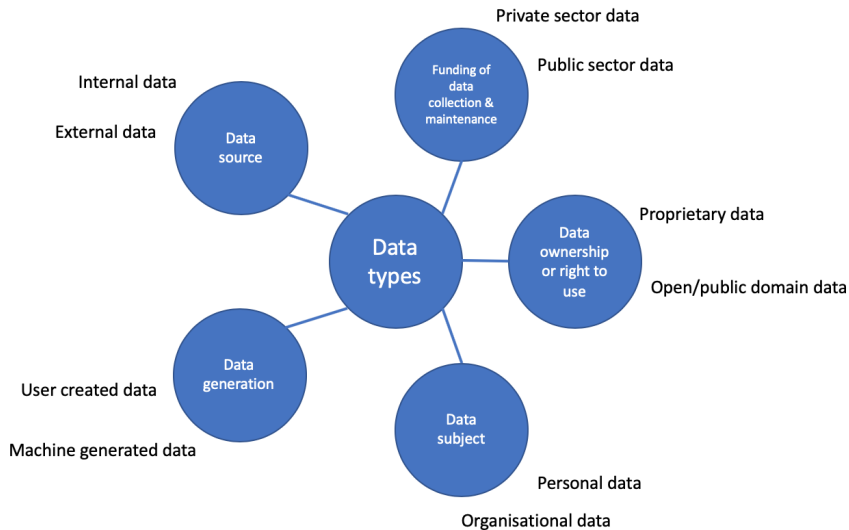 Private sector data
Public sector data
Funding of
data
collection &
maintenance
Internal data
External data
Data
source
Data
types
Proprietary data
Open/public domain data
Data
ownership
or right to
use
Data
generation
User created data
Machine generated data
Data
subject
Personal data
Organisational data